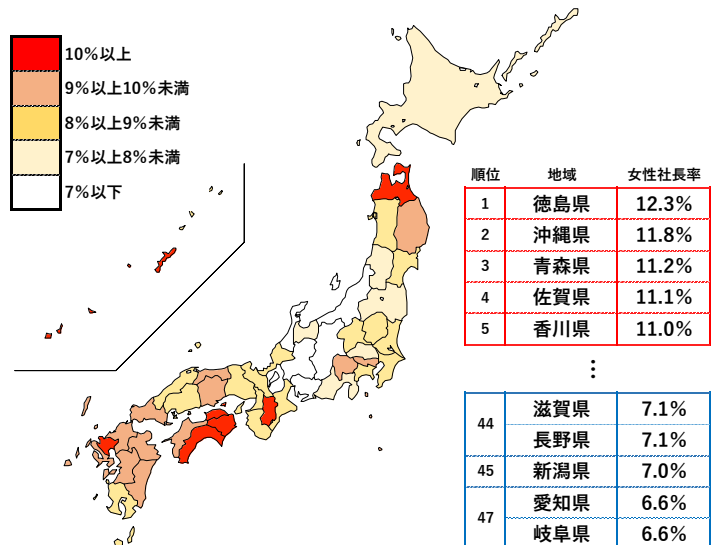 10%以上
9%以上10%未満
8%以上9%未満
7%以上8%未満
7%以下
順位 地域 女性社長率
1 徳島県 12.3%
2 沖縄県 11.8%
3 青森県 11.2%
4 佐賀県 11.1%
5 香川県 11.0%
⋮
44 滋賀県 7.1%
長野県 7.1%
45 新潟県 7.0%
47 愛知県 6.6%
岐阜県 6.6%